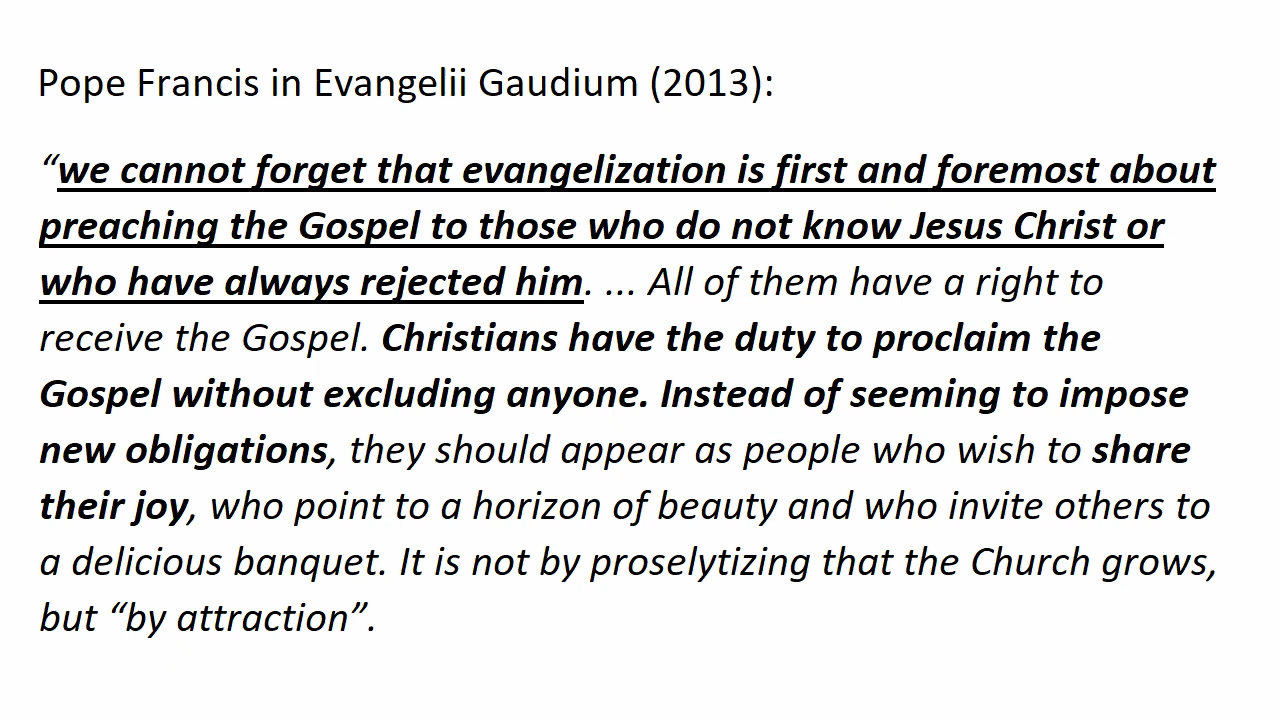 Pope Francis in Evangelii Gaudium (2013):
“we cannot forget that evangelization is first and foremost about
preaching the Gospel to those who do not know Jesus Christ or
who have always rejected him. ... All of them have a right to
receive the Gospel. Christians have the duty to proclaim the
Gospel without excluding anyone. Instead of seeming to impose
new obligations, they should appear as people who wish to share
their joy, who point to a horizon of beauty and who invite others to
a delicious banquet. It is not by proselytizing that the Church grows,
but “by attraction”.